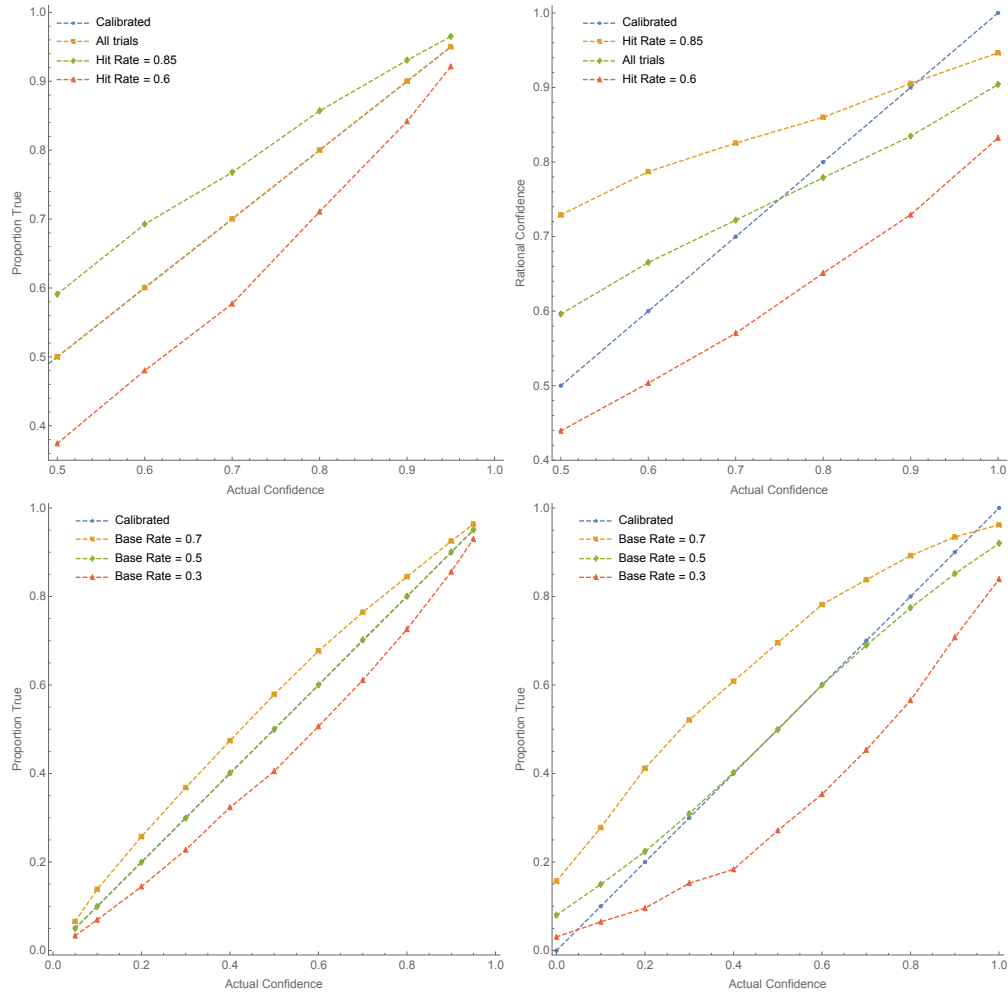 Calibrated
All trials
Hit Rate = 0.85
Hit Rate = 0.6
1.0
0.9
0.8
0.7
0.6
0.5
0.4
Proportion True
0.5 0.6 0.7 0.8 0.9 1.0
Actual Confidence
Calibrated
Hit Rate = 0.85
All trials
Hit Rate = 0.6
1.0
0.9
0.8
0.7
0.6
0.5
0.4
Rational Confidence
0.5 0.6 0.7 0.8 0.9 1.0
Actual Confidence
Calibrated
Base Rate = 0.7
Base Rate = 0.5
Base Rate = 0.3
1.0
0.8
0.6
0.4
0.2
0.0
Proportion True
0.0 0.2 0.4 0.6 0.8 1.0
Actual Confidence
Calibrated
Base Rate = 0.7
Base Rate = 0.5
Base Rate = 0.3
1.0
0.8
0.6
0.4
0.2
0.0
Proportion True
0.0 0.2 0.4 0.6 0.8 1.0
Actual Confidence